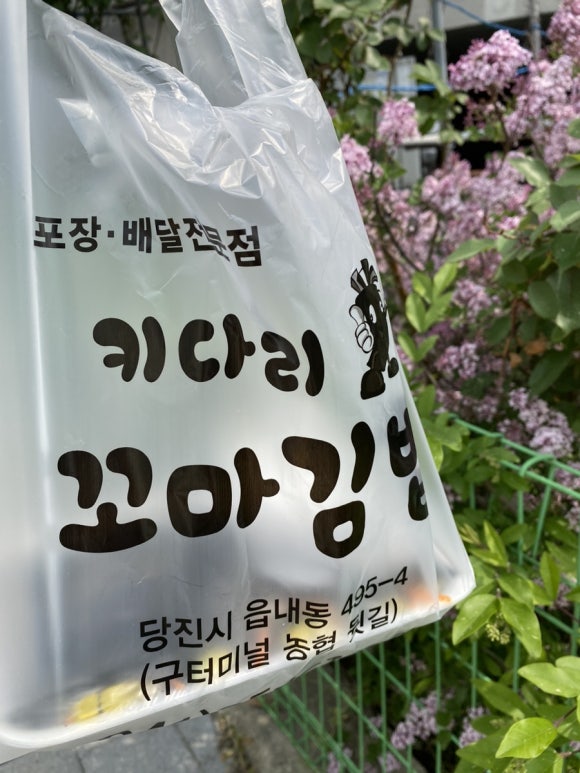 포장·배달전문점
키다리
꼬마김밥
당진시 읍내동 495-4
(구터미널 농협 뒷길)